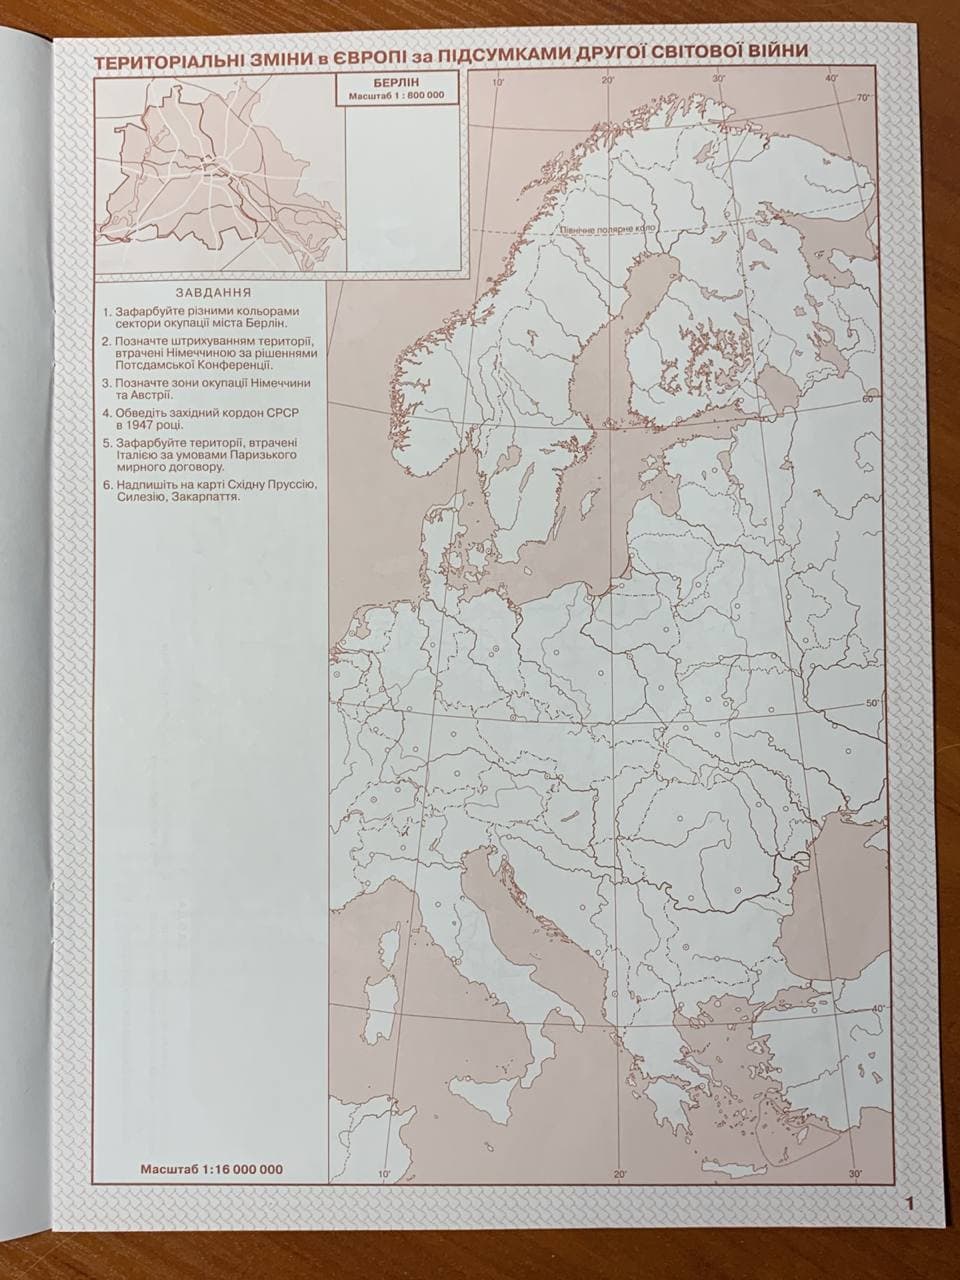 ТЕРИТОРІАЛЬНІ ЗМІНИ в ЄВРОПІ за ПІДСУМКАМИ ДРУГОЇ СВІТОВОЇ ВІЙНИ
БЕРЛІН
Масштаб 1 : 800 000
10°
20°
30°
40°
70°
Північне полярне коло
ЗАВДАННЯ
1. Зафарбуйте різними кольорами
сектори окупації міста Берлін.
2. Позначте штрихуванням території,
втрачені Німеччиною за рішеннями
Потсдамської Конференції.
3. Позначте зони окупації Німеччини
та Австрії.
4. Обведіть західний кордон СРСР
в 1947 році.
5. Зафарбуйте території, втрачені
Італією за умовами Паризького
мирного договору.
6. Надпишіть на карті Східну Пруссію,
Силезію, Закарпаття.
60°
50°
40°
Масштаб 1:16 000 000
10°
20°
30°
1